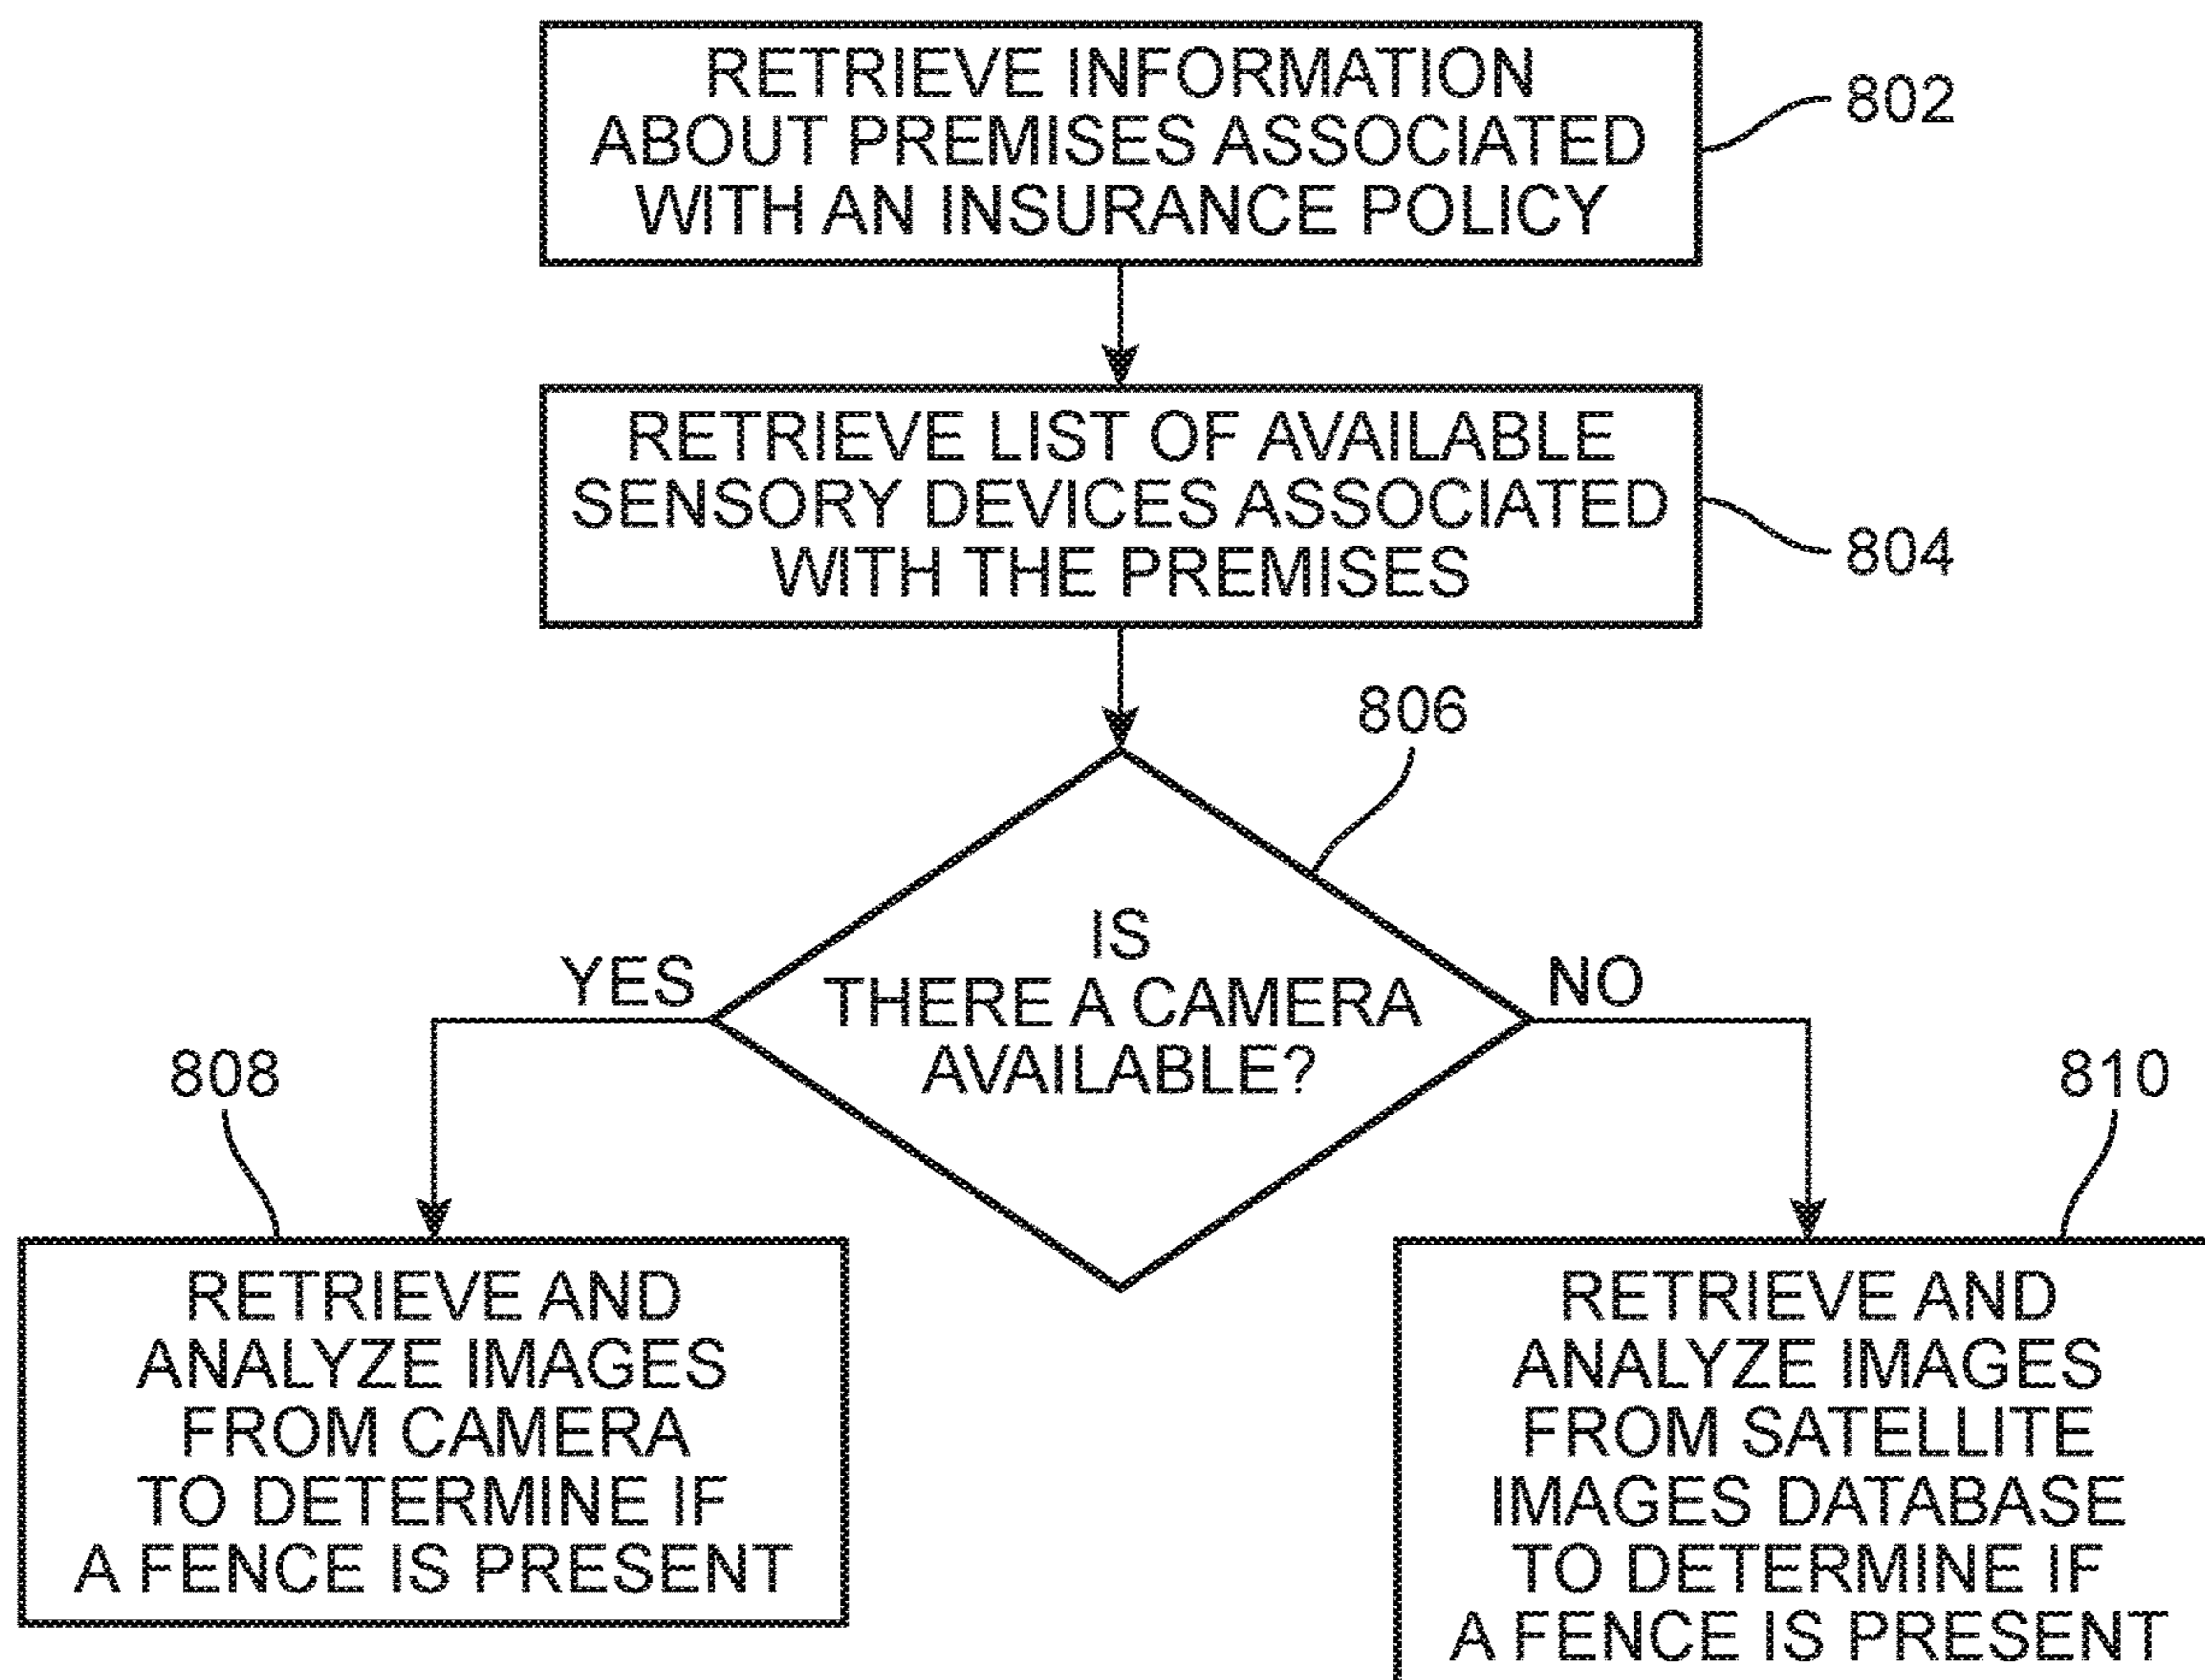 RETRIEVE INFORMATION
ABOUT PREMISES ASSOCIATED
WITH AN INSURANCE POLICY
802
RETRIEVE LIST OF AVAILABLE
SENSORY DEVICES ASSOCIATED
WITH THE PREMISES
804
806
IS
THERE A CAMERA
AVAILABLE?
YES
NO
808
RETRIEVE AND
ANALYZE IMAGES
FROM CAMERA
TO DETERMINE IF
A FENCE IS PRESENT
810
RETRIEVE AND
ANALYZE IMAGES
FROM SATELLITE
IMAGES DATABASE
TO DETERMINE IF
A FENCE IS PRESENT